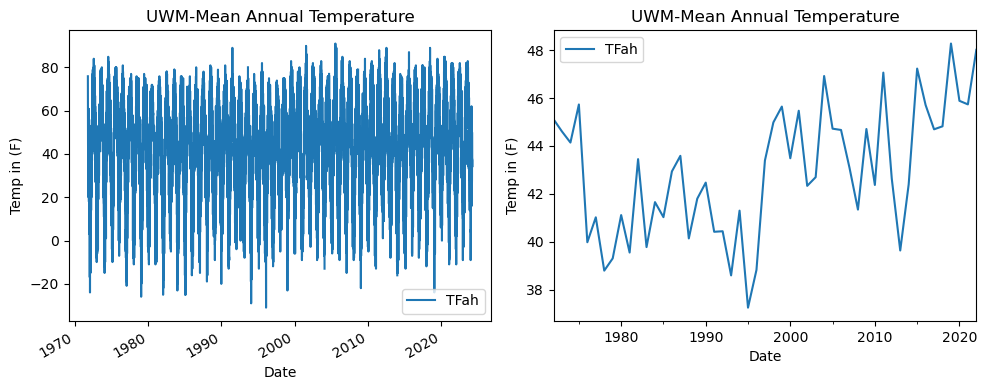 UWM-Mean Annual Temperature
Temp in (F)
80
60
40
20
0
−20
1970
1980
1990
2000
2010
2020
Date
TFah
UWM-Mean Annual Temperature
Temp in (F)
48
46
44
42
40
38
1980
1990
2000
2010
2020
Date
TFah